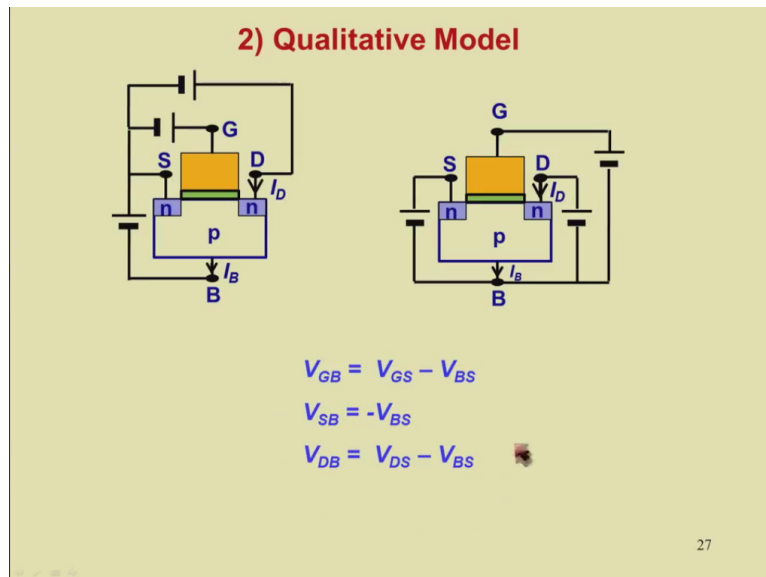 2) Qualitative Model
G
S
D
I_D
n
n
p
I_B
B
G
S
D
I_D
n
n
p
I_B
B
V_GB = V_GS – V_BS
V_SB = -V_BS
V_DB = V_DS – V_BS
27